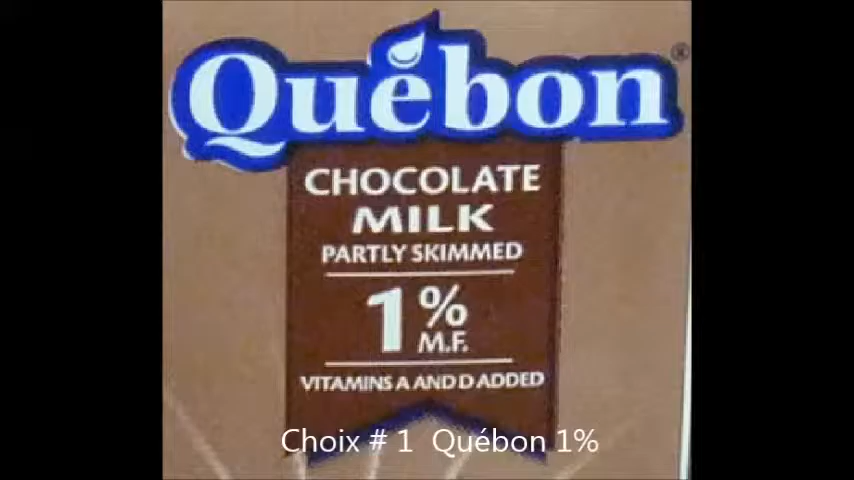 Québon®
CHOCOLATE
MILK
PARTLY SKIMMED
1%
M.F.
VITAMINS A AND D ADDED
Choix # 1 Québon 1%